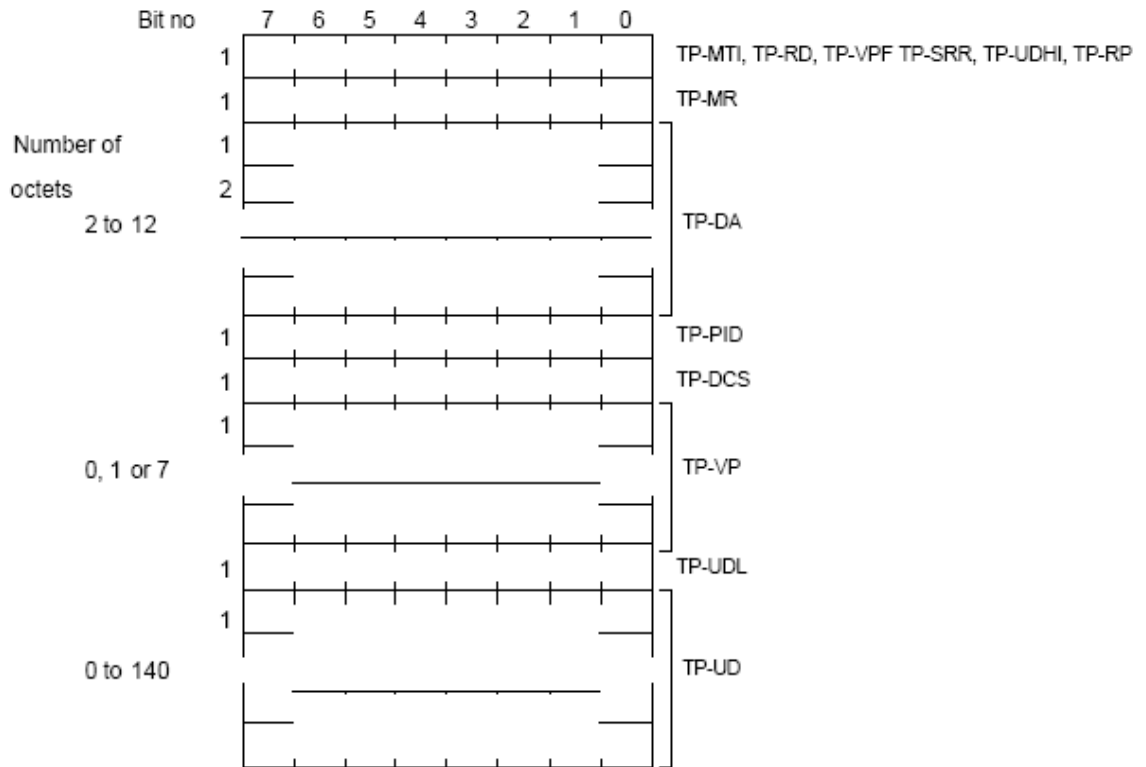 Bit no 7 6 5 4 3 2 1 0
1 TP-MTI, TP-RD, TP-VPF TP-SRR, TP-UDHI, TP-RP
1 TP-MR
Number of 1
octets 2
2 to 12 TP-DA
1 TP-PID
1 TP-DCS
1
0, 1 or 7 TP-VP
1 TP-UDL
1
0 to 140 TP-UD